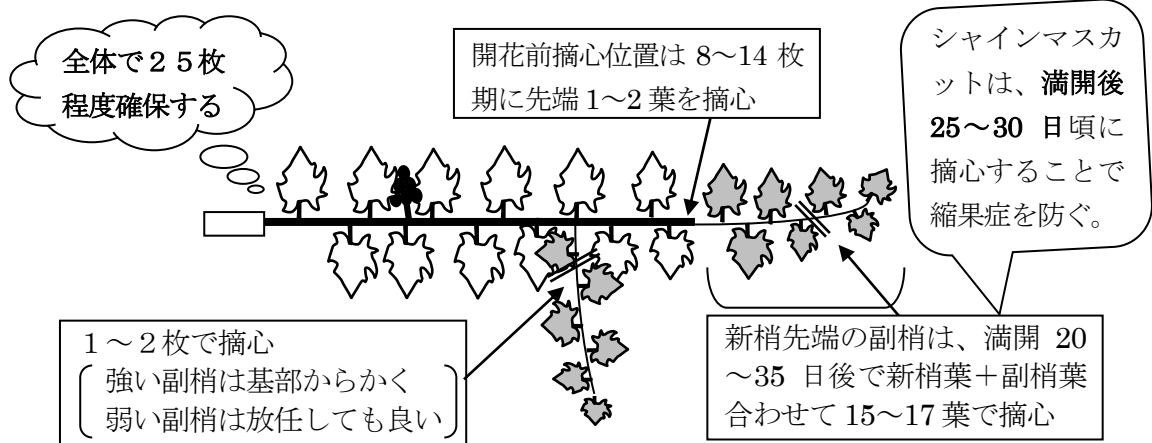 全体で２５枚
程度確保する
開花前摘心位置は 8～14 枚
期に先端 1～2 葉を摘心
シャインマスカ
ットは、満開後
25～30 日頃に
摘心することで
縮果症を防ぐ。
１～２枚で摘心
強い副梢は基部からかく
弱い副梢は放任しても良い
新梢先端の副梢は、満開 20
～35 日後で新梢葉＋副梢葉
合わせて 15～17 葉で摘心